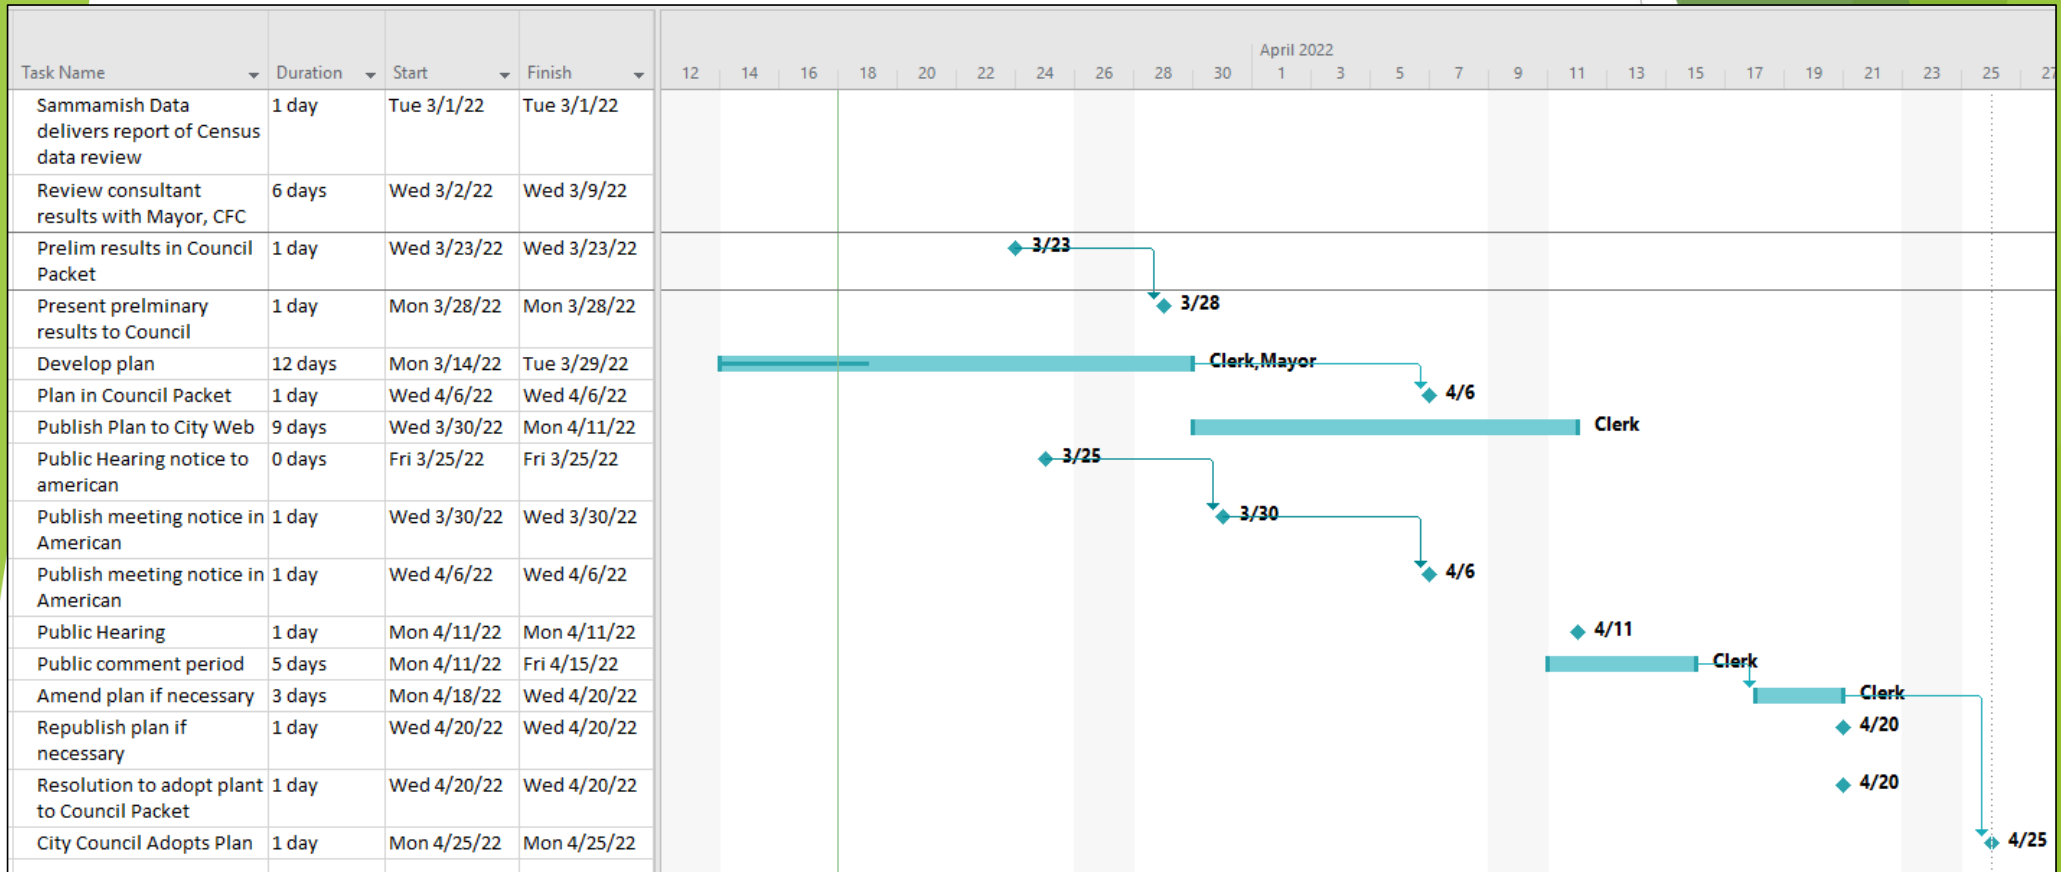 April 2022
Task Name Duration Start Finish 12 14 16 18 20 22 24 26 28 30 1 3 5 7 9 11 13 15 17 19 21 23 25 27
Sammamish Data 1 day Tue 3/1/22 Tue 3/1/22
delivers report of Census
data review
Review consultant 6 days Wed 3/2/22 Wed 3/9/22
results with Mayor, CFC
Prelim results in Council 1 day Wed 3/23/22 Wed 3/23/22 3/23
Packet
Present prelminary 1 day Mon 3/28/22 Mon 3/28/22 3/28
results to Council
Develop plan 12 days Mon 3/14/22 Tue 3/29/22 Clerk,Mayor
Plan in Council Packet 1 day Wed 4/6/22 Wed 4/6/22 4/6
Publish Plan to City Web 9 days Wed 3/30/22 Mon 4/11/22 Clerk
Public Hearing notice to 0 days Fri 3/25/22 Fri 3/25/22 3/25
american
Publish meeting notice in 1 day Wed 3/30/22 Wed 3/30/22 3/30
American
Publish meeting notice in 1 day Wed 4/6/22 Wed 4/6/22 4/6
American
Public Hearing 1 day Mon 4/11/22 Mon 4/11/22 4/11
Public comment period 5 days Mon 4/11/22 Fri 4/15/22 Clerk
Amend plan if necessary 3 days Mon 4/18/22 Wed 4/20/22 Clerk
Republish plan if 1 day Wed 4/20/22 Wed 4/20/22 4/20
necessary
Resolution to adopt plant 1 day Wed 4/20/22 Wed 4/20/22 4/20
to Council Packet
City Council Adopts Plan 1 day Mon 4/25/22 Mon 4/25/22 4/25